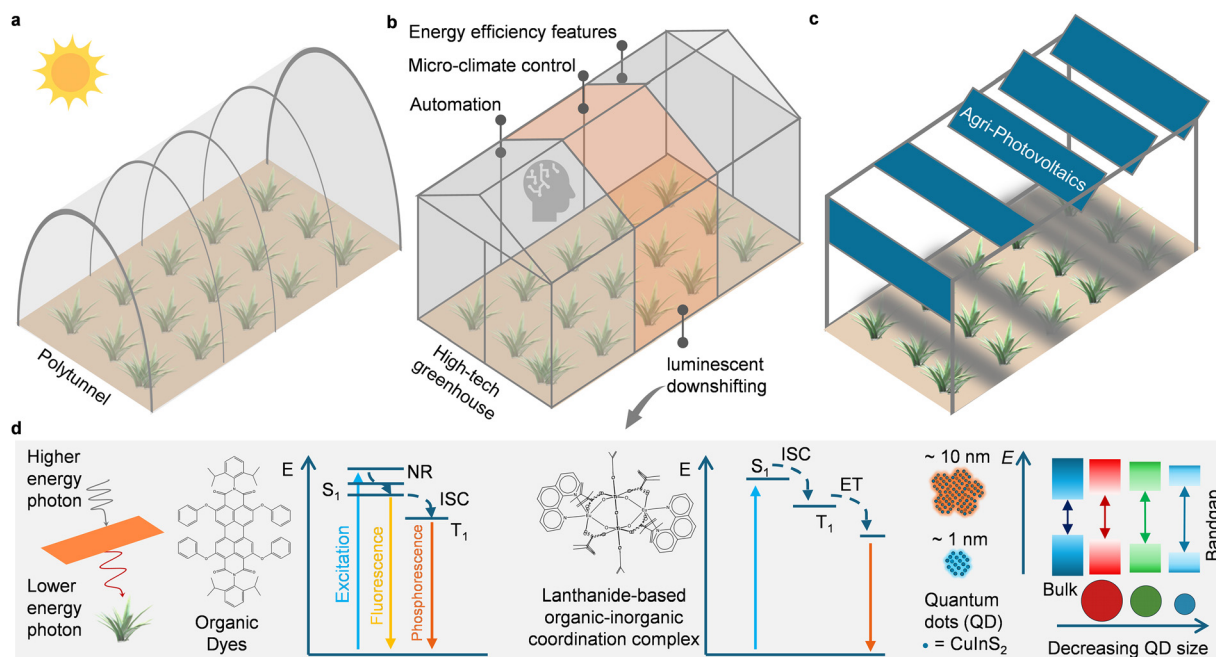 a
Polytunnel
b
Energy efficiency features
Micro-climate control
Automation
High-tech
greenhouse
luminescent
downshifting
c
Agri-Photovoltaics
d
Higher
energy
photon
Lower
energy
photon
Organic
Dyes
E
NR
S1
ISC
T1
Excitation
Fluorescence
Phosphorescence
Lanthanide-based
organic-inorganic
coordination complex
E
S1
ISC
ET
T1
~ 10 nm
~ 1 nm
Quantum
dots (QD)
= CuInS2
E
Bandgap
Bulk
Decreasing QD size